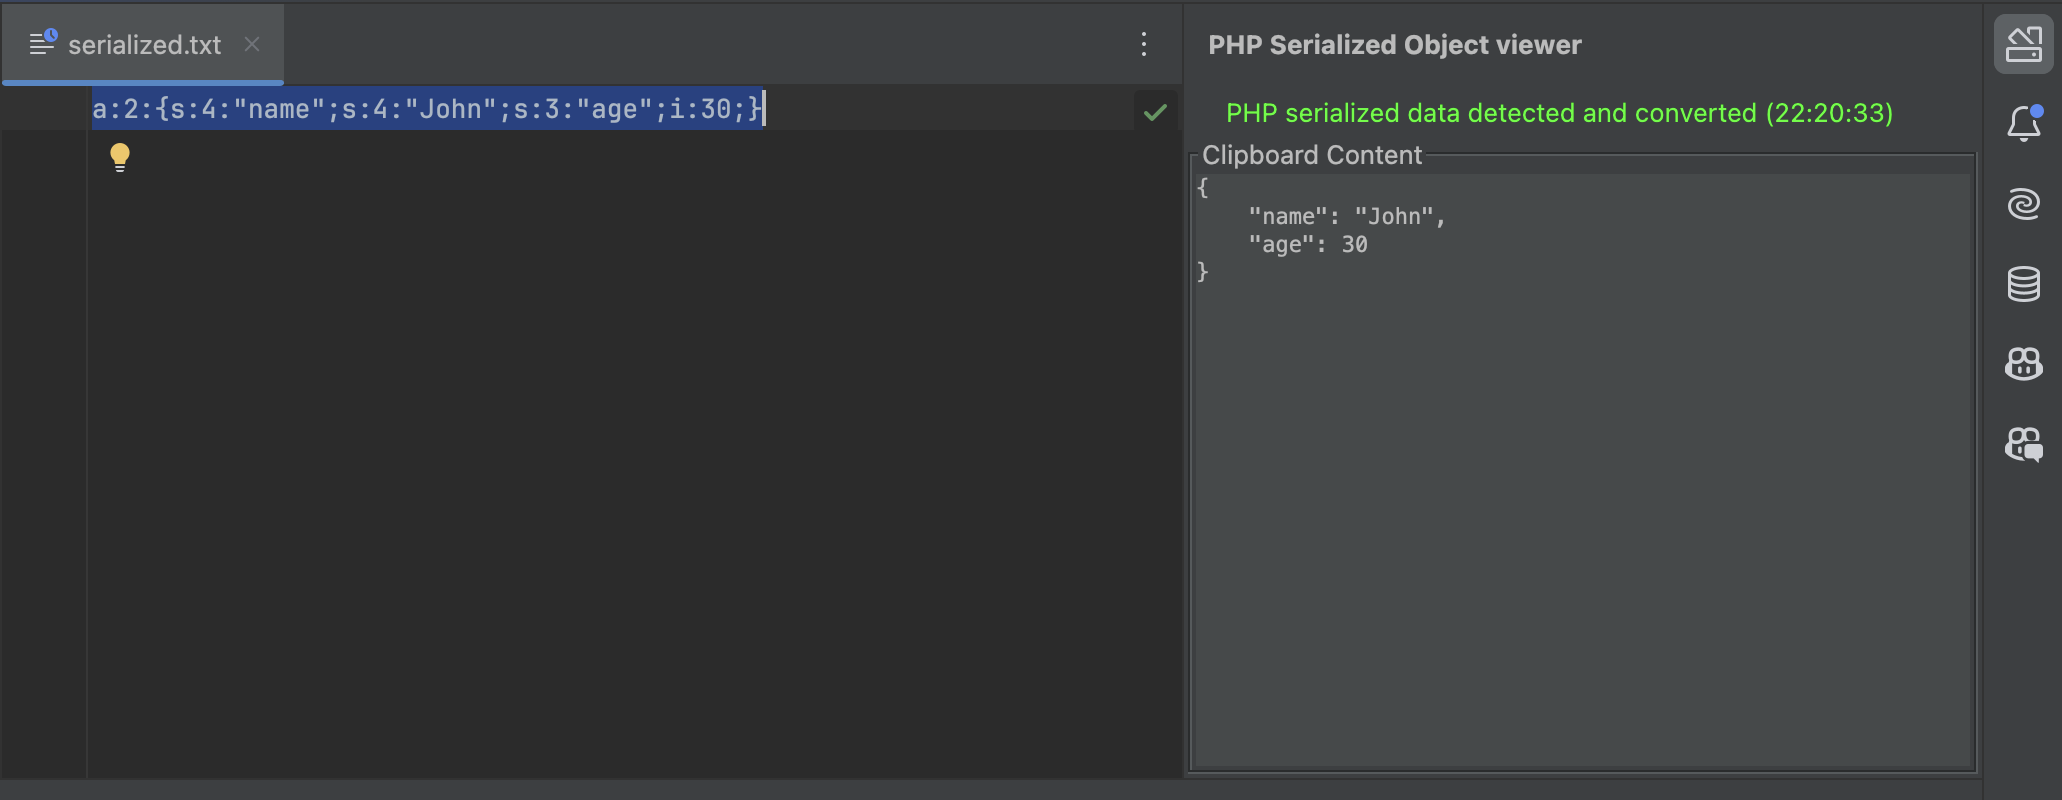 serialized.txt
a:2:{s:4:"name";s:4:"John";s:3:"age";i:30;}
PHP Serialized Object viewer
PHP serialized data detected and converted (22:20:33)
Clipboard Content
{
    "name": "John",
    "age": 30
}